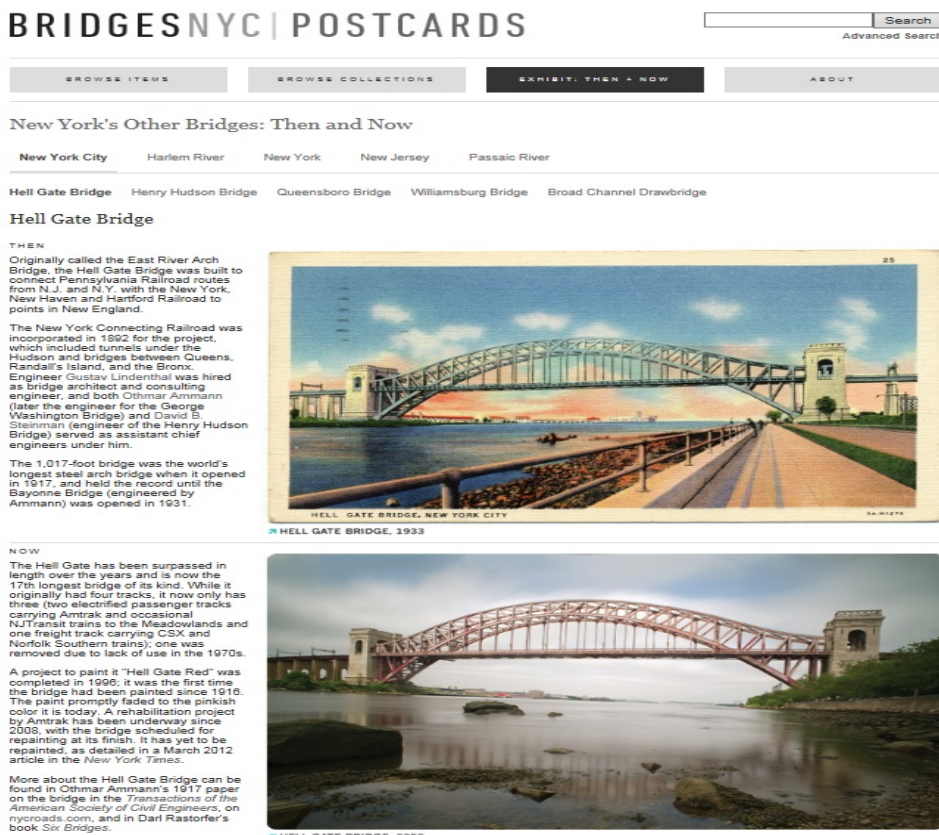 BRIDGESNYC|POSTCARDS
Search
Advanced Search
BROWSE ITEMS
BROWSE COLLECTIONS
EXHIBIT: THEN + NOW
ABOUT
New York's Other Bridges: Then and Now
New York City
Harlem River
New York
New Jersey
Passaic River
Hell Gate Bridge
Henry Hudson Bridge
Queensboro Bridge
Williamsburg Bridge
Broad Channel Drawbridge
Hell Gate Bridge
THEN
Originally called the East River Arch
Bridge, the Hell Gate Bridge was built to
connect Pennsylvania Railroad routes
from N.J. and N.Y. with the New York,
New Haven and Hartford Railroad to
points in New England.
The New York Connecting Railroad was
incorporated in 1892 for the project,
which included tunnels under the
Hudson and bridges between Queens,
Randall's Island, and the Bronx.
Engineer Gustav Lindenthal was hired
as bridge architect and consulting
engineer, and both Othmar Ammann
(later the engineer for the George
Washington Bridge) and David B.
Steinman (engineer of the Henry Hudson
Bridge) served as assistant chief
engineers under him.
The 1,017-foot bridge was the world's
longest steel arch bridge when it opened
in 1917, and held the record until the
Bayonne Bridge (engineered by
Ammann) was opened in 1931.
25
HELL GATE BRIDGE, NEW YORK CITY
HELL GATE BRIDGE, 1933
NOW
The Hell Gate has been surpassed in
length over the years and is now the
17th longest bridge of its kind. While it
originally had four tracks, it now only has
three (two electrified passenger tracks
carrying Amtrak and occasional
NJTransit trains to the Meadowlands and
one freight track carrying CSX and
Norfolk Southern trains); one was
removed due to lack of use in the 1970s.
A project to paint it "Hell Gate Red" was
completed in 1996; it was the first time
the bridge had been painted since 1916.
The paint promptly faded to the pinkish
color it is today. A rehabilitation project
by Amtrak has been underway since
2008, with the bridge scheduled for
repainting at its finish. It has yet to be
repainted, as detailed in a March 2012
article in the New York Times.
More about the Hell Gate Bridge can be
found in Othmar Ammann's 1917 paper
on the bridge in the Transactions of the
American Society of Civil Engineers, on
nycroads.com, and in Darl Rastorfer's
book Six Bridges.